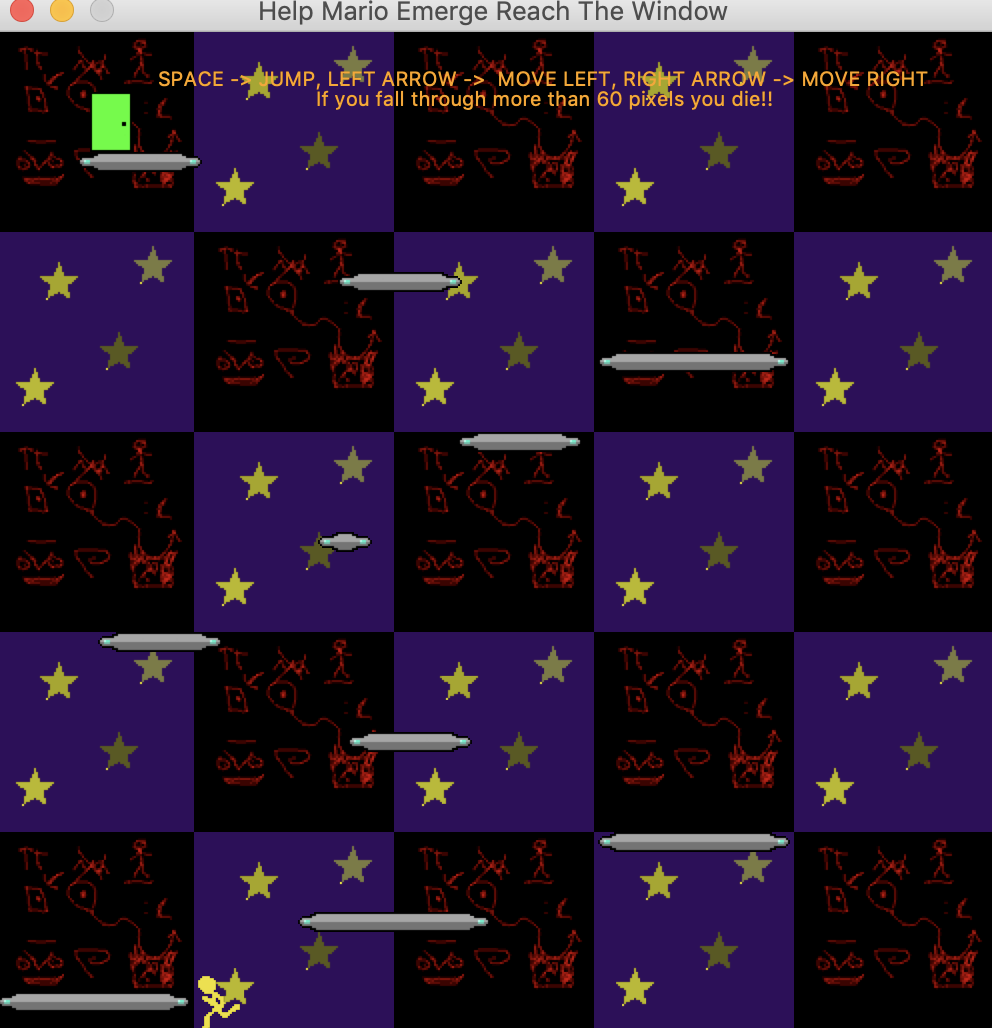 Help Mario Emerge Reach The Window
SPACE -> JUMP, LEFT ARROW -> MOVE LEFT, RIGHT ARROW -> MOVE RIGHT
If you fall through more than 60 pixels you die!!